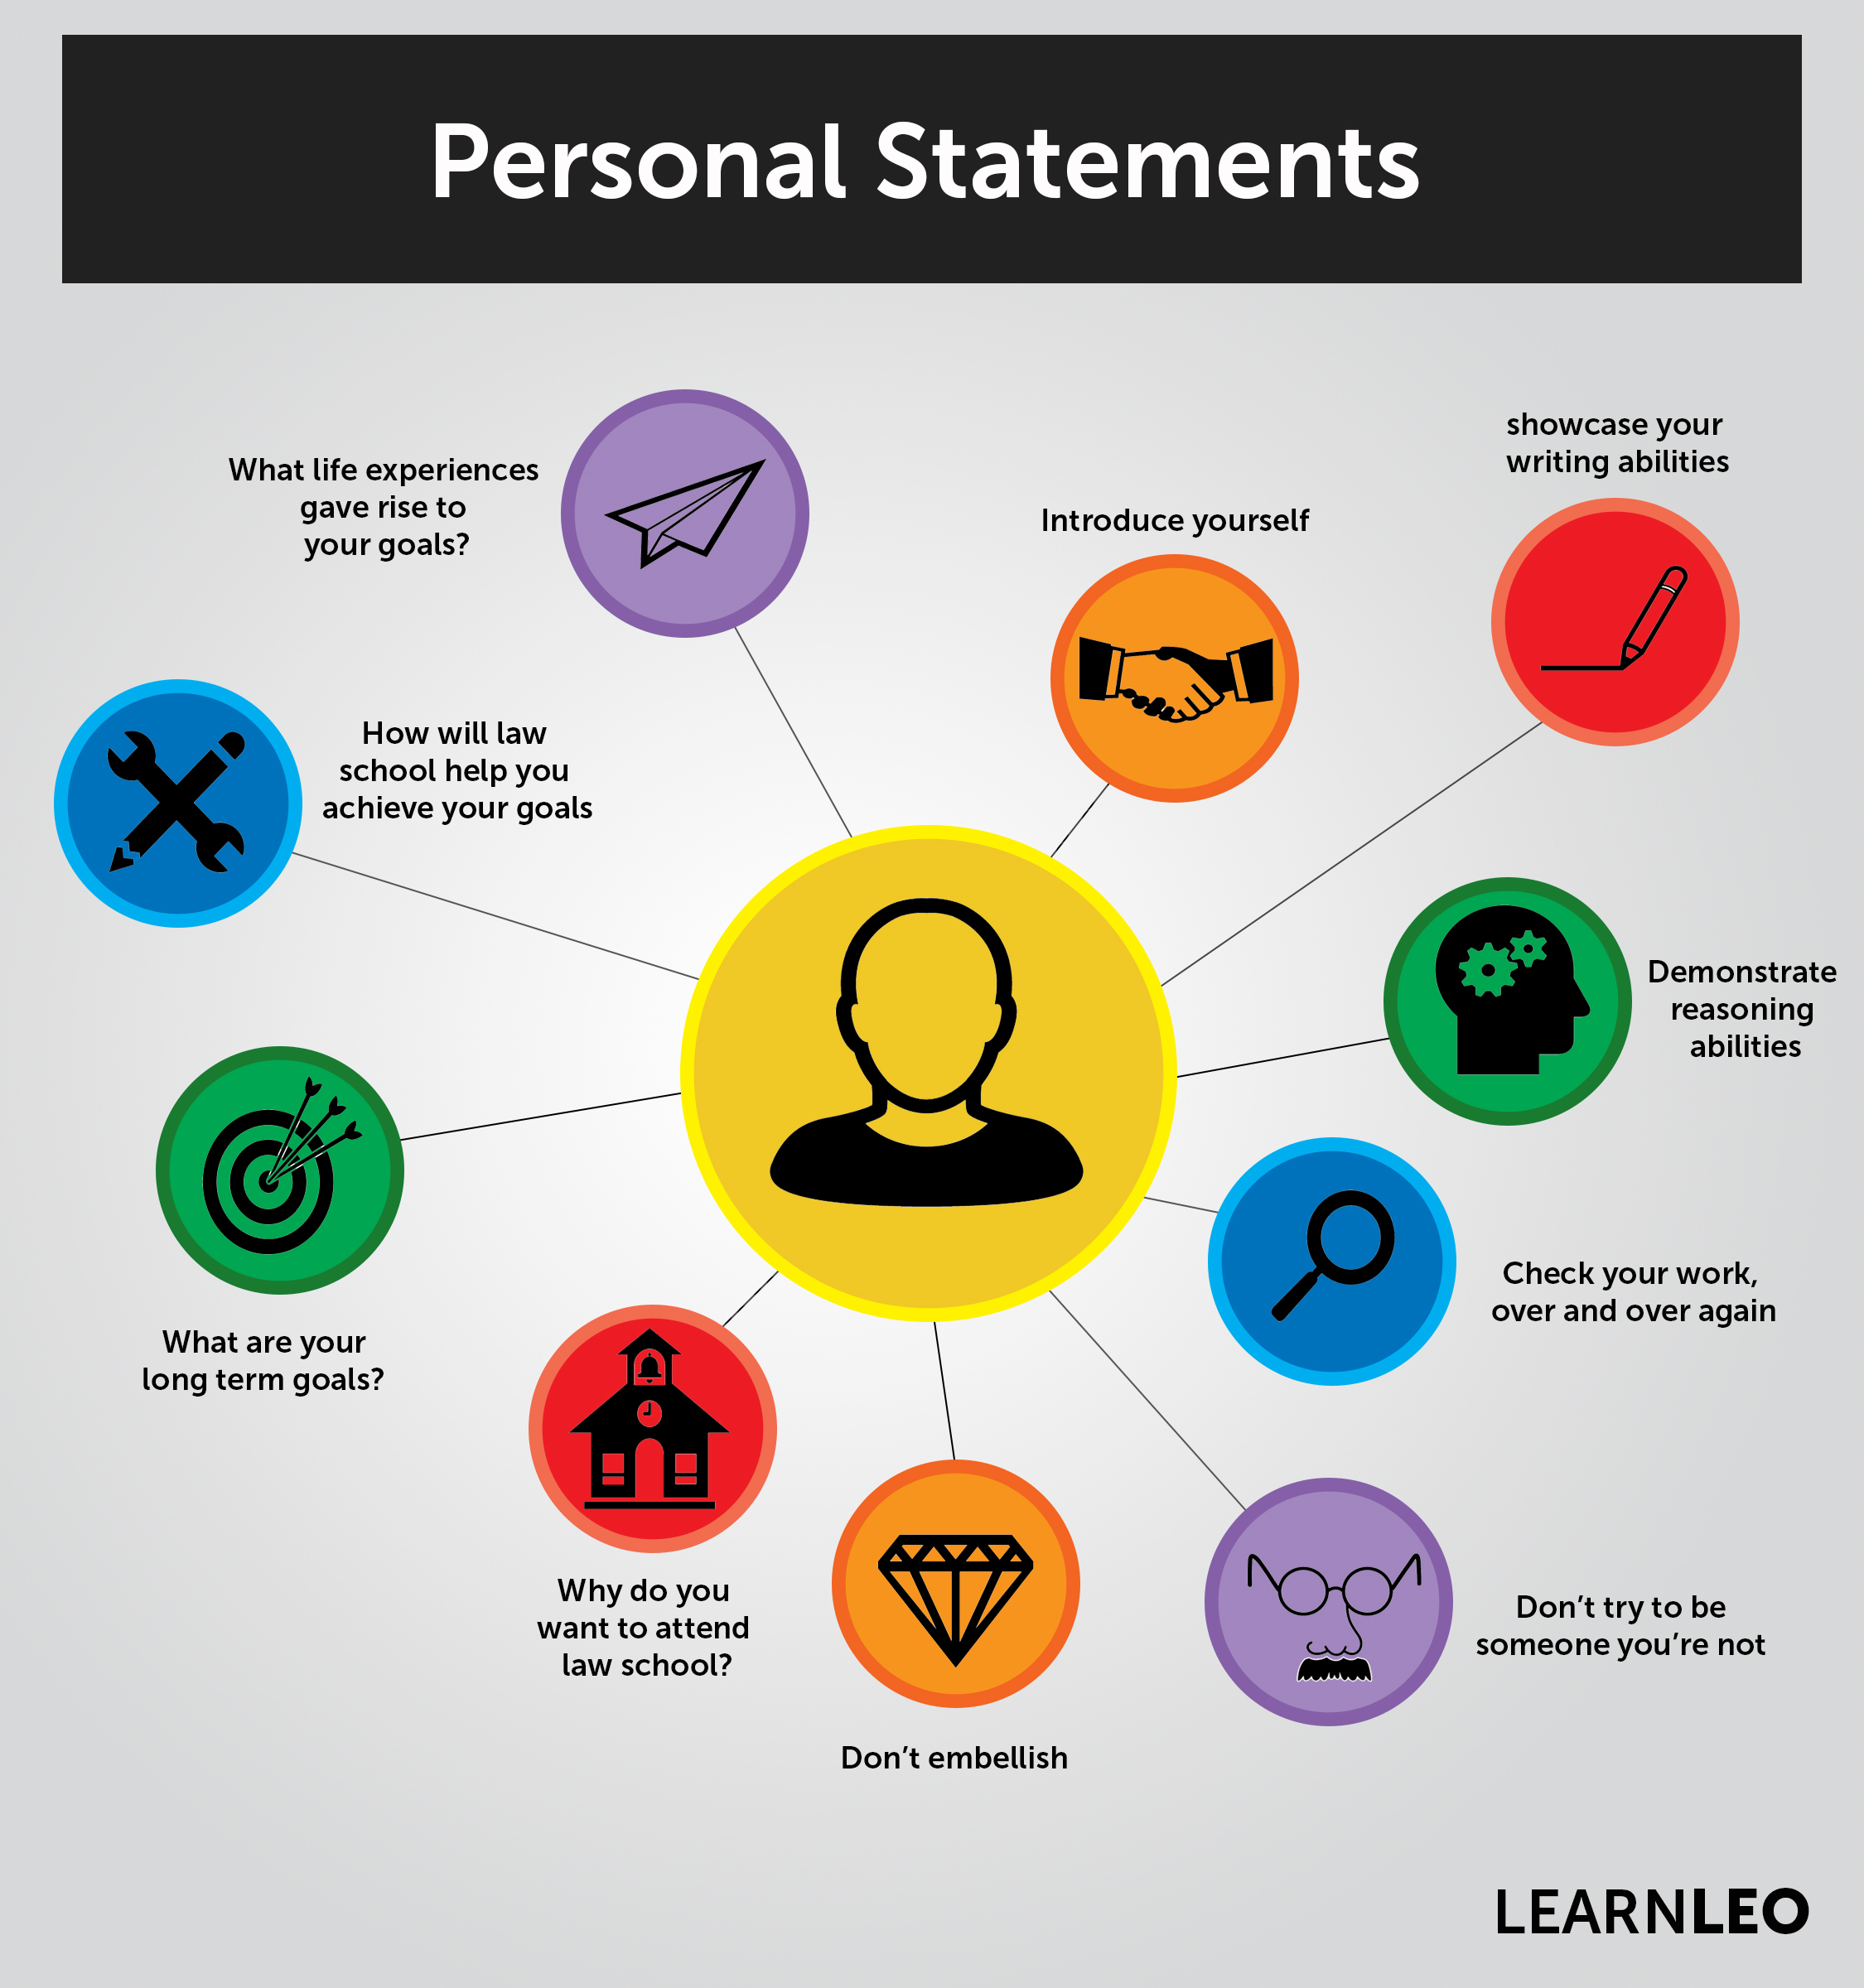 Personal Statements
What life experiences
gave rise to
your goals?
showcase your
writing abilities
Introduce yourself
How will law
school help you
achieve your goals
Demonstrate
reasoning
abilities
Check your work,
over and over again
What are your
long term goals?
Why do you
want to attend
law school?
Don’t try to be
someone you’re not
Don’t embellish
LEARNLEO